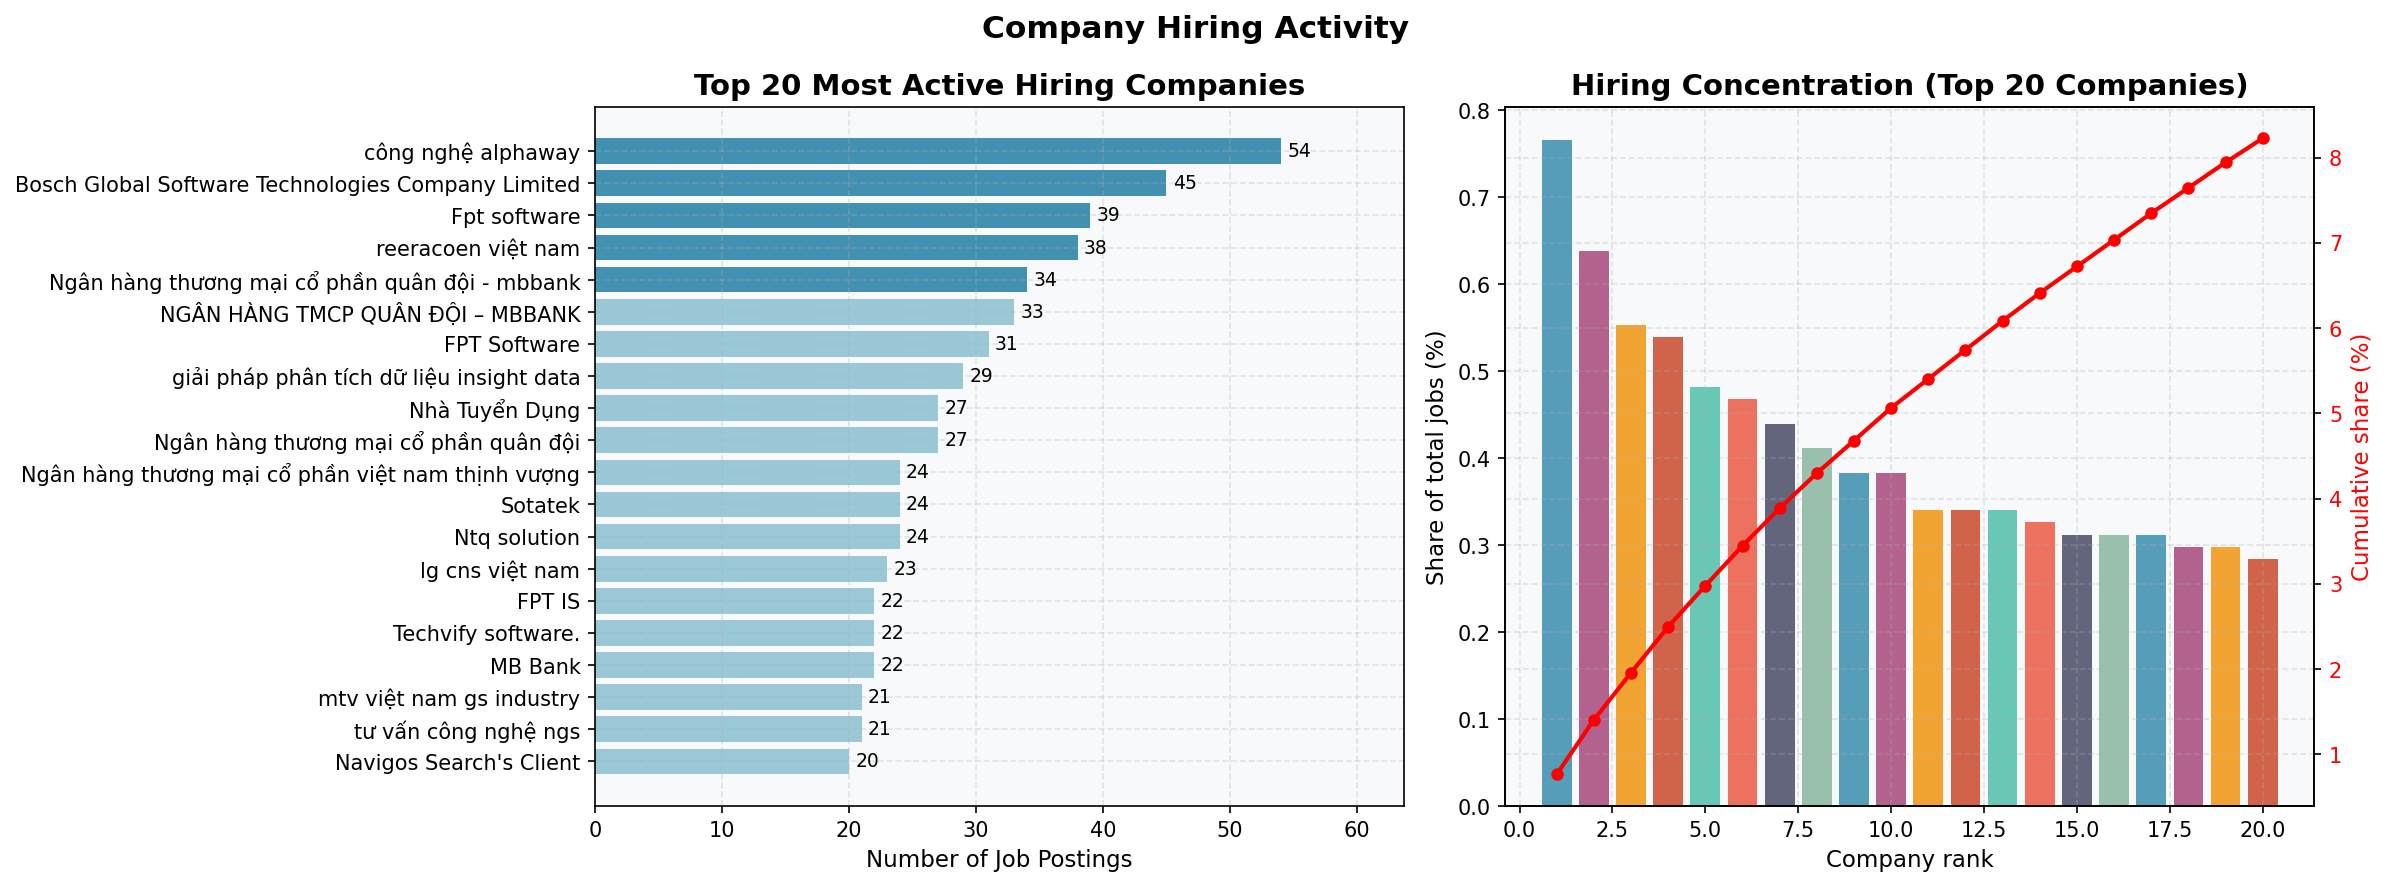 Company Hiring Activity
Top 20 Most Active Hiring Companies
công nghệ alphaway
54
Bosch Global Software Technologies Company Limited
45
Fpt software
39
reeracoen việt nam
38
Ngân hàng thương mại cổ phần quân đội - mbbank
34
NGÂN HÀNG TMCP QUÂN ĐỘI – MBBANK
33
FPT Software
31
giải pháp phân tích dữ liệu insight data
29
Nhà Tuyển Dụng
27
Ngân hàng thương mại cổ phần quân đội
27
Ngân hàng thương mại cổ phần việt nam thịnh vượng
24
Sotatek
24
Ntq solution
24
lg cns việt nam
23
FPT IS
22
Techvify software.
22
MB Bank
22
mtv việt nam gs industry
21
tư vấn công nghệ ngs
21
Navigos Search's Client
20
0 10 20 30 40 50 60
Number of Job Postings
Hiring Concentration (Top 20 Companies)
Share of total jobs (%)
0.8
0.7
0.6
0.5
0.4
0.3
0.2
0.1
0.0
0.0 2.5 5.0 7.5 10.0 12.5 15.0 17.5 20.0
Company rank
8
7
6
5
4
3
2
1
Cumulative share (%)